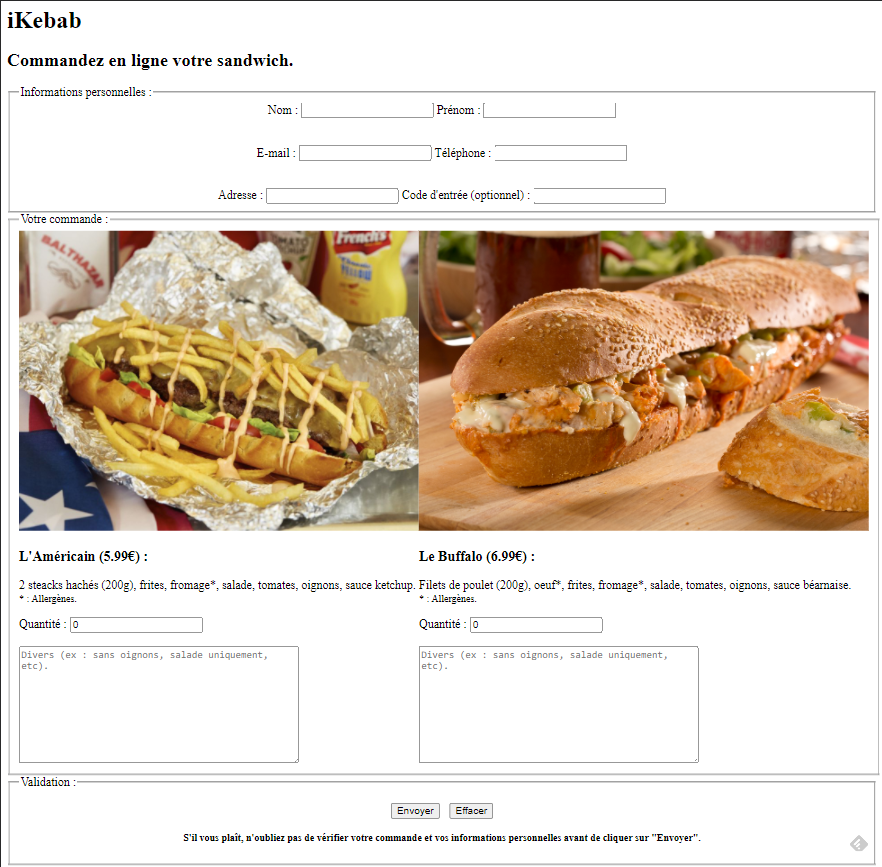 iKebab
Commandez en ligne votre sandwich.
Informations personnelles :
Nom : Prénom :
E-mail : Téléphone :
Adresse : Code d'entrée (optionnel) :
Votre commande :
BALTHAZAR
TOMATO
French's
YELLOW
L'Américain (5.99€) :
2 steacks hachés (200g), frites, fromage*, salade, tomates, oignons, sauce ketchup.
* : Allergènes.
Quantité : 0
Divers (ex : sans oignons, salade uniquement,
etc).
Le Buffalo (6.99€) :
Filets de poulet (200g), oeuf*, frites, fromage*, salade, tomates, oignons, sauce béarnaise.
* : Allergènes.
Quantité : 0
Divers (ex : sans oignons, salade uniquement,
etc).
Validation :
Envoyer Effacer
S'il vous plaît, n'oubliez pas de vérifier votre commande et vos informations personnelles avant de cliquer sur "Envoyer".